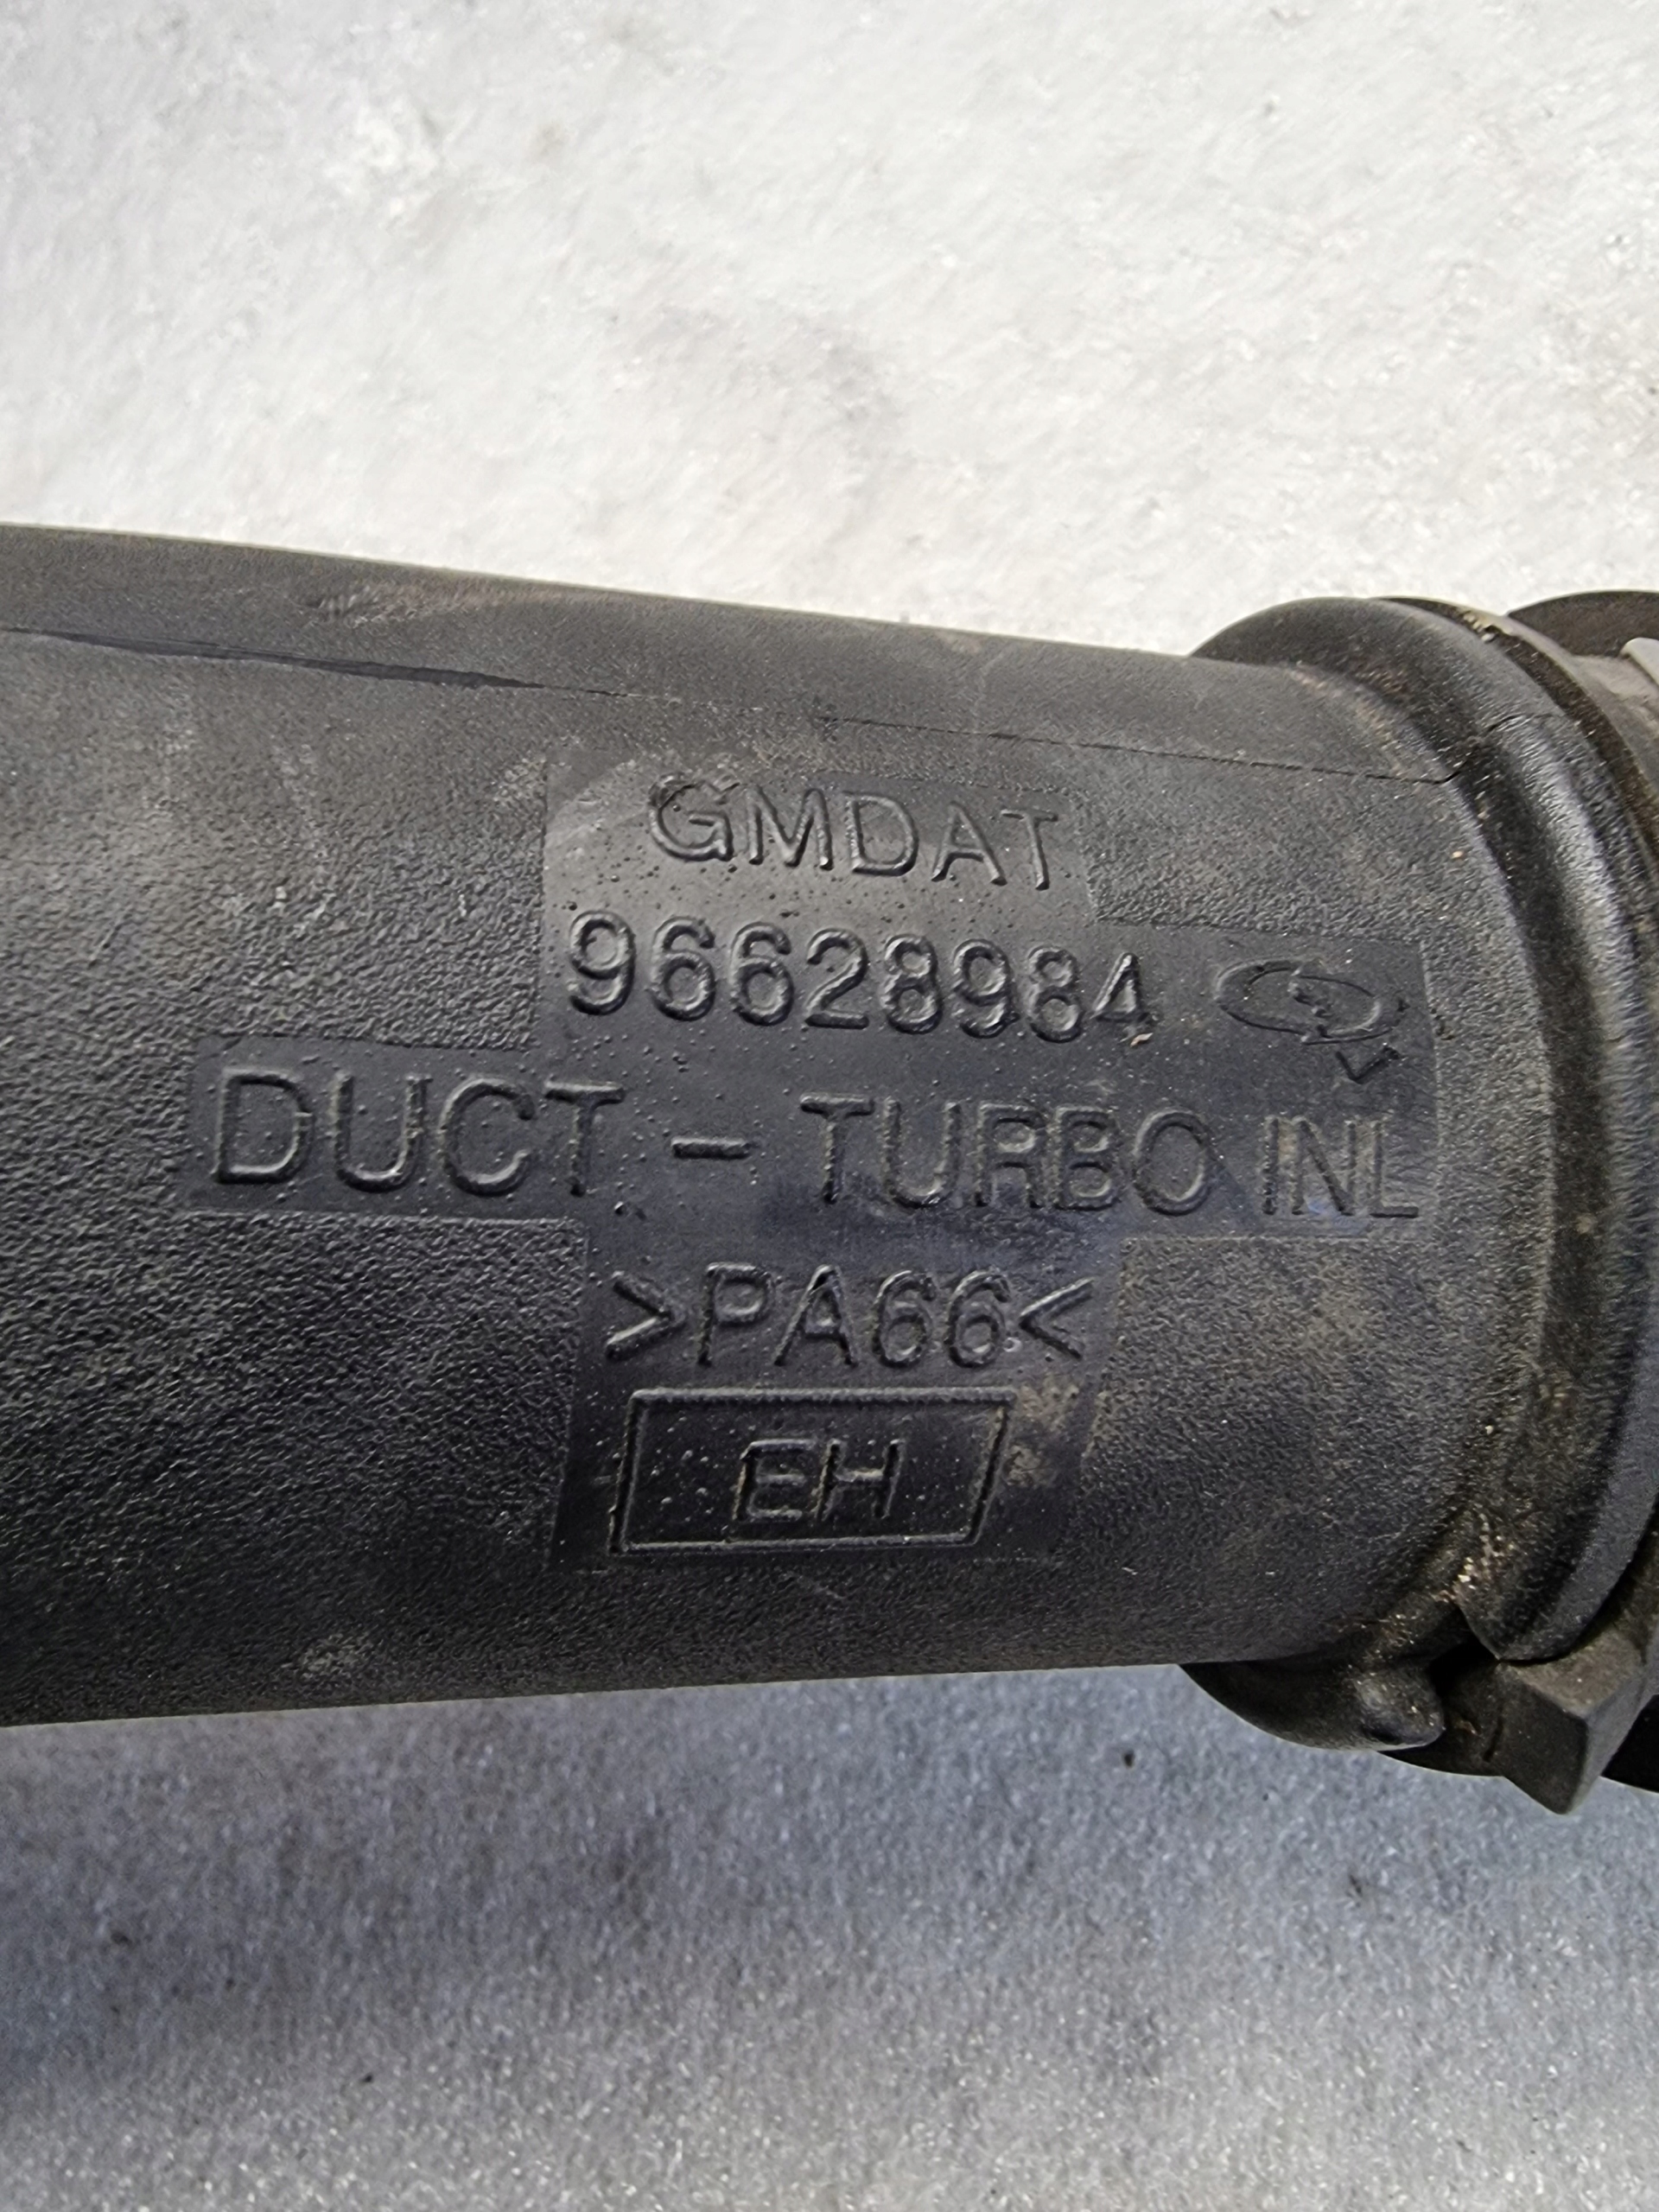 GMDAT
96628984
DUCT - TURBO INL
>PA66<
EH